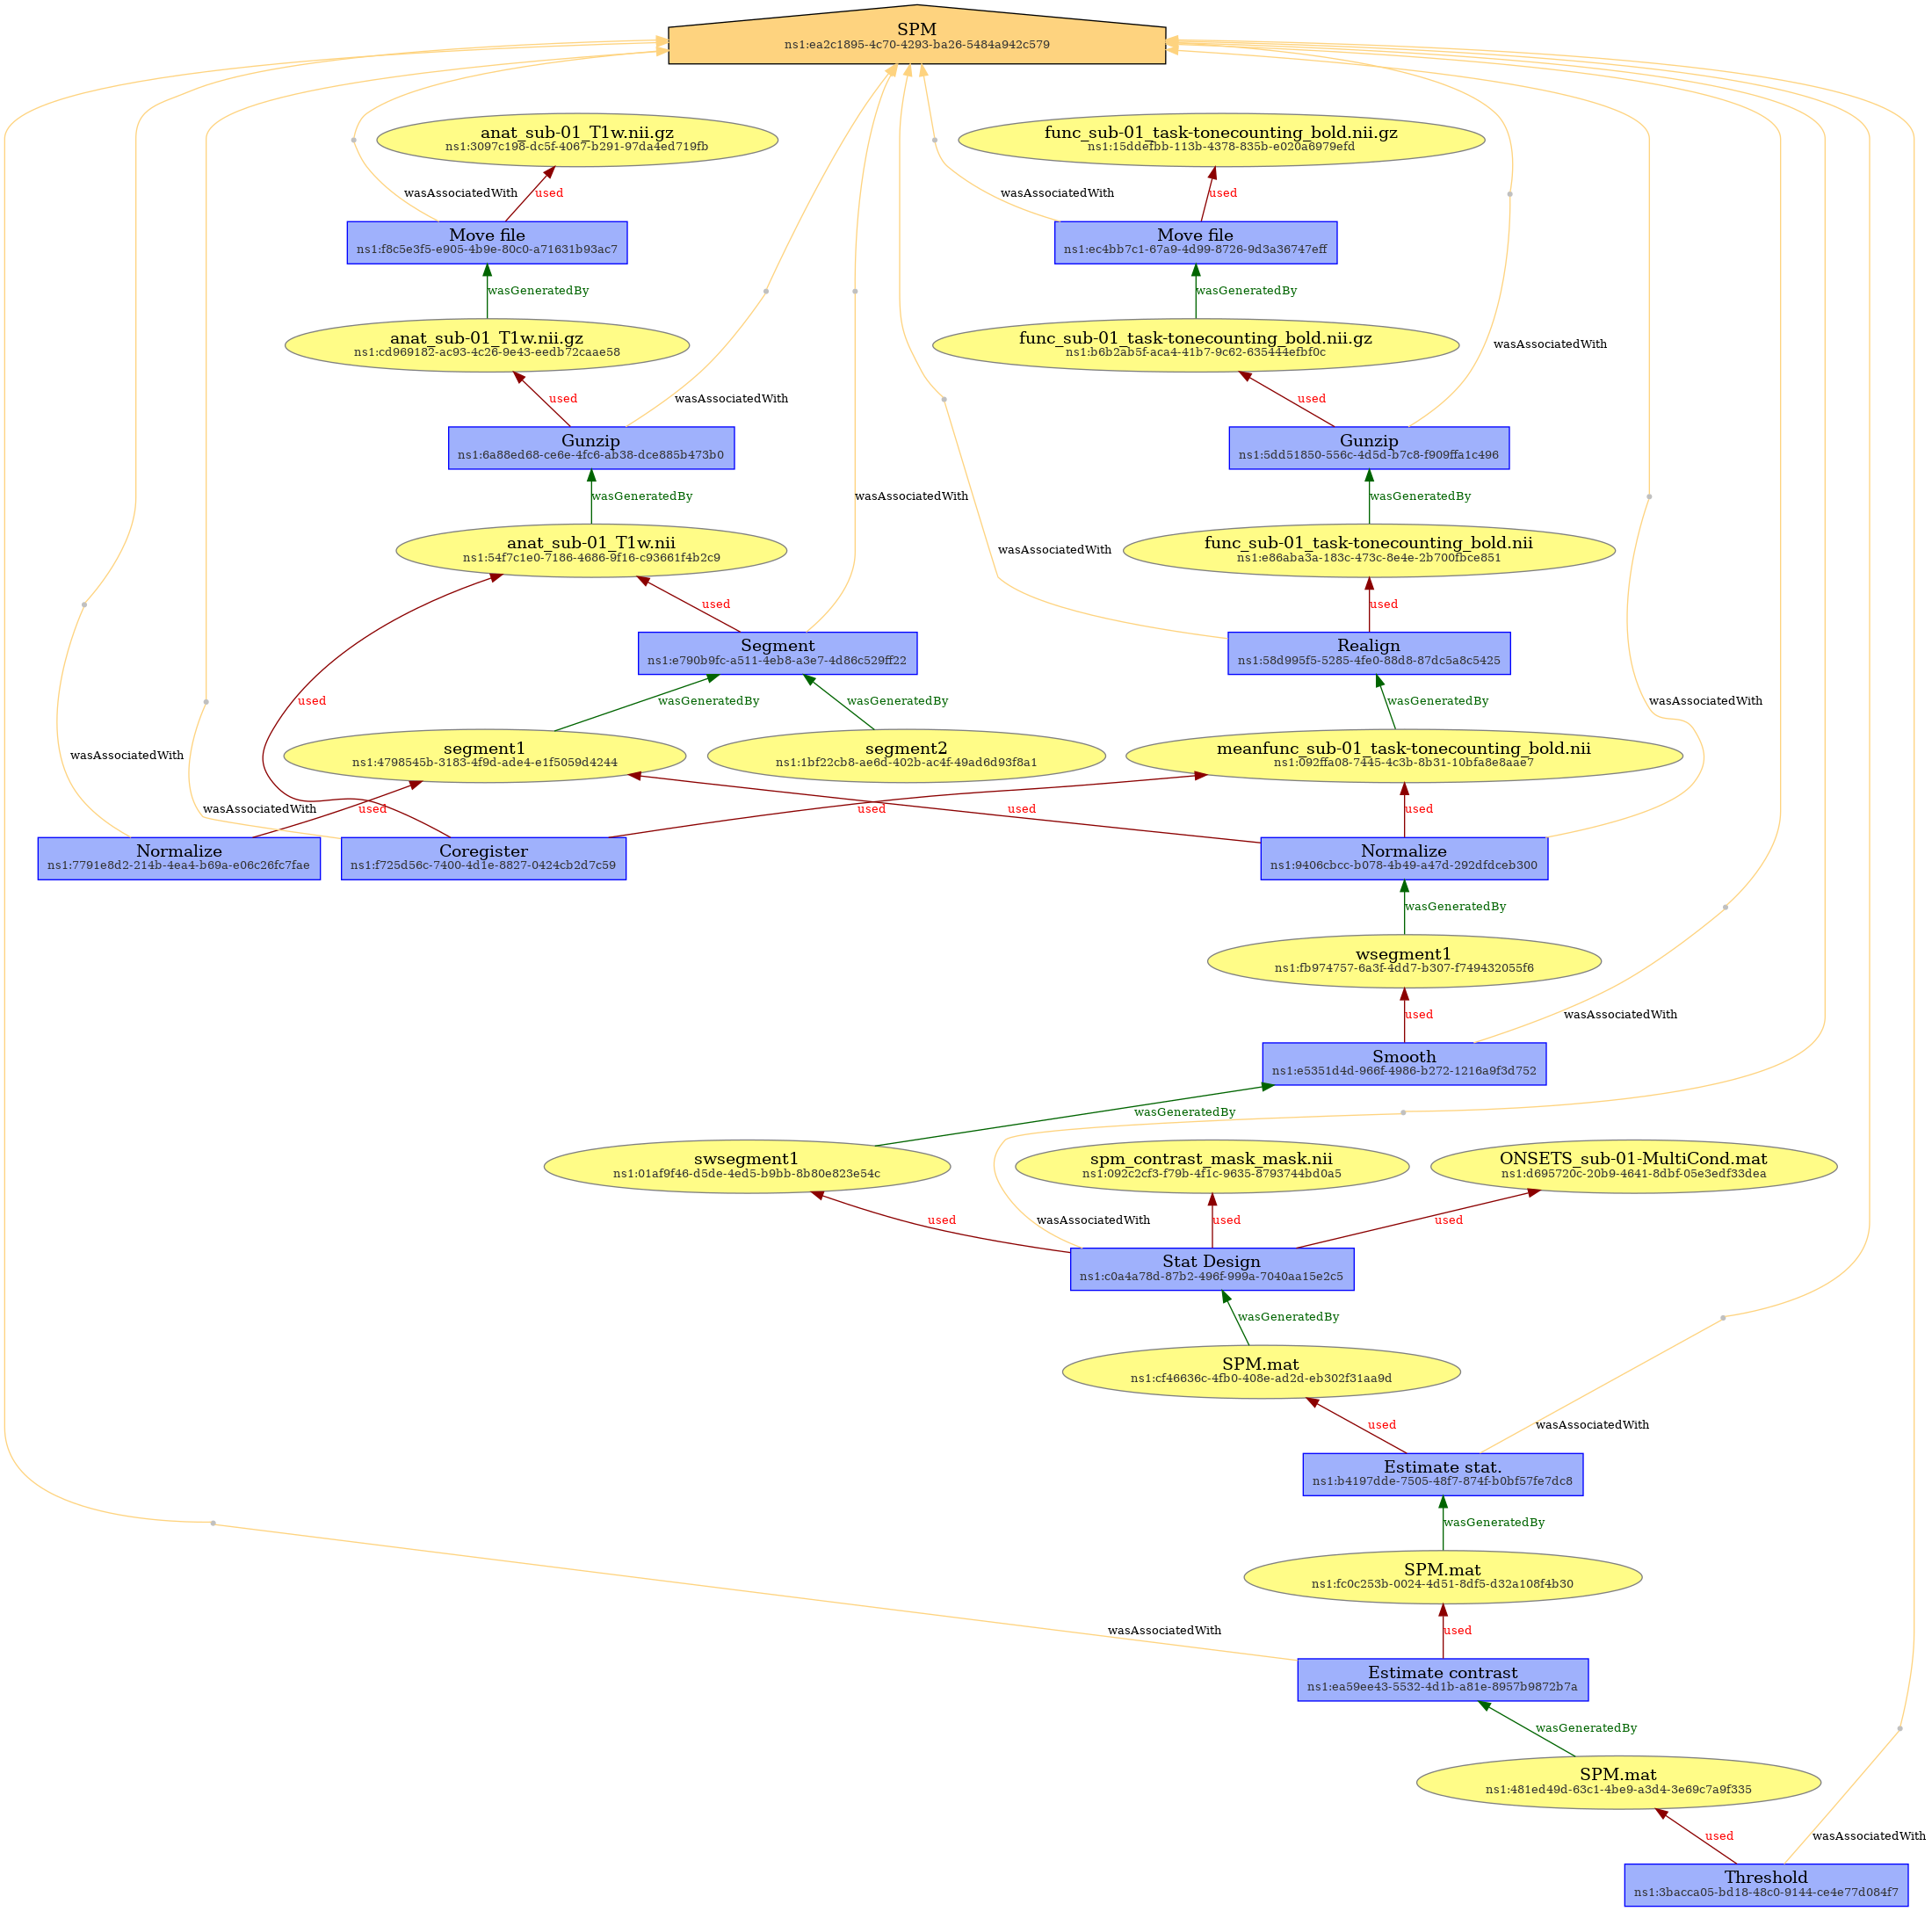 SPM
ns1:ea2c1895-4c70-4293-ba26-5484a942c579
anat_sub-01_T1w.nii.gz
ns1:3097c198-dc5f-4067-b291-97da4ed719fb
func_sub-01_task-tonecounting_bold.nii.gz
ns1:15ddefbb-113b-4378-835b-e020a6979efd
wasAssociatedWith
used
wasAssociatedWith
used
Move file
ns1:f8c5e3f5-e905-4b9e-80c0-a71631b93ac7
Move file
ns1:ec4bb7c1-67a9-4d99-8726-9d3a36747eff
wasGeneratedBy
wasGeneratedBy
anat_sub-01_T1w.nii.gz
ns1:cd969182-ac93-4c26-9e43-eedb72caae58
func_sub-01_task-tonecounting_bold.nii.gz
ns1:b6b2ab5f-aca4-41b7-9c62-635444efbf0c
wasAssociatedWith
used
wasAssociatedWith
used
Gunzip
ns1:6a88ed68-ce6e-4fc6-ab38-dce885b473b0
Gunzip
ns1:5dd51850-556c-4d5d-b7c8-f909ffa1c496
wasGeneratedBy
wasAssociatedWith
wasGeneratedBy
anat_sub-01_T1w.nii
ns1:54f7c1e0-7186-4686-9f16-c93661f4b2c9
wasAssociatedWith
func_sub-01_task-tonecounting_bold.nii
ns1:e86aba3a-183c-473c-8e4e-2b700fbce851
used
used
Segment
ns1:e790b9fc-a511-4eb8-a3e7-4d86c529ff22
Realign
ns1:58d995f5-5285-4fe0-88d8-87dc5a8c5425
used
wasGeneratedBy
wasGeneratedBy
wasGeneratedBy
wasAssociatedWith
segment1
ns1:4798545b-3183-4f9d-ade4-e1f5059d4244
segment2
ns1:1bf22cb8-ae6d-402b-ac4f-49ad6d93f8a1
meanfunc_sub-01_task-tonecounting_bold.nii
ns1:092ffa08-7445-4c3b-8b31-10bfa8e8aae7
wasAssociatedWith
wasAssociatedWith
used
used
used
used
Normalize
ns1:7791e8d2-214b-4ea4-b69a-e06c26fc7fae
Coregister
ns1:f725d56c-7400-4d1e-8827-0424cb2d7c59
Normalize
ns1:9406cbcc-b078-4b49-a47d-292dfdceb300
wasGeneratedBy
wsegment1
ns1:fb974757-6a3f-4dd7-b307-f749432055f6
used
wasAssociatedWith
Smooth
ns1:e5351d4d-966f-4986-b272-1216a9f3d752
wasGeneratedBy
swsegment1
ns1:01af9f46-d5de-4ed5-b9bb-8b80e823e54c
spm_contrast_mask_mask.nii
ns1:092c2cf3-f79b-4f1c-9635-8793744bd0a5
ONSETS_sub-01-MultiCond.mat
ns1:d695720c-20b9-4641-8dbf-05e3edf33dea
used
wasAssociatedWith
used
used
Stat Design
ns1:c0a4a78d-87b2-496f-999a-7040aa15e2c5
wasGeneratedBy
SPM.mat
ns1:cf46636c-4fb0-408e-ad2d-eb302f31aa9d
used
wasAssociatedWith
Estimate stat.
ns1:b4197dde-7505-48f7-874f-b0bf57fe7dc8
wasGeneratedBy
SPM.mat
ns1:fc0c253b-0024-4d51-8df5-d32a108f4b30
wasAssociatedWith
used
Estimate contrast
ns1:ea59ee43-5532-4d1b-a81e-8957b9872b7a
wasGeneratedBy
SPM.mat
ns1:481ed49d-63c1-4be9-a3d4-3e69c7a9f335
used
wasAssociatedWith
Threshold
ns1:3bacca05-bd18-48c0-9144-ce4e77d084f7